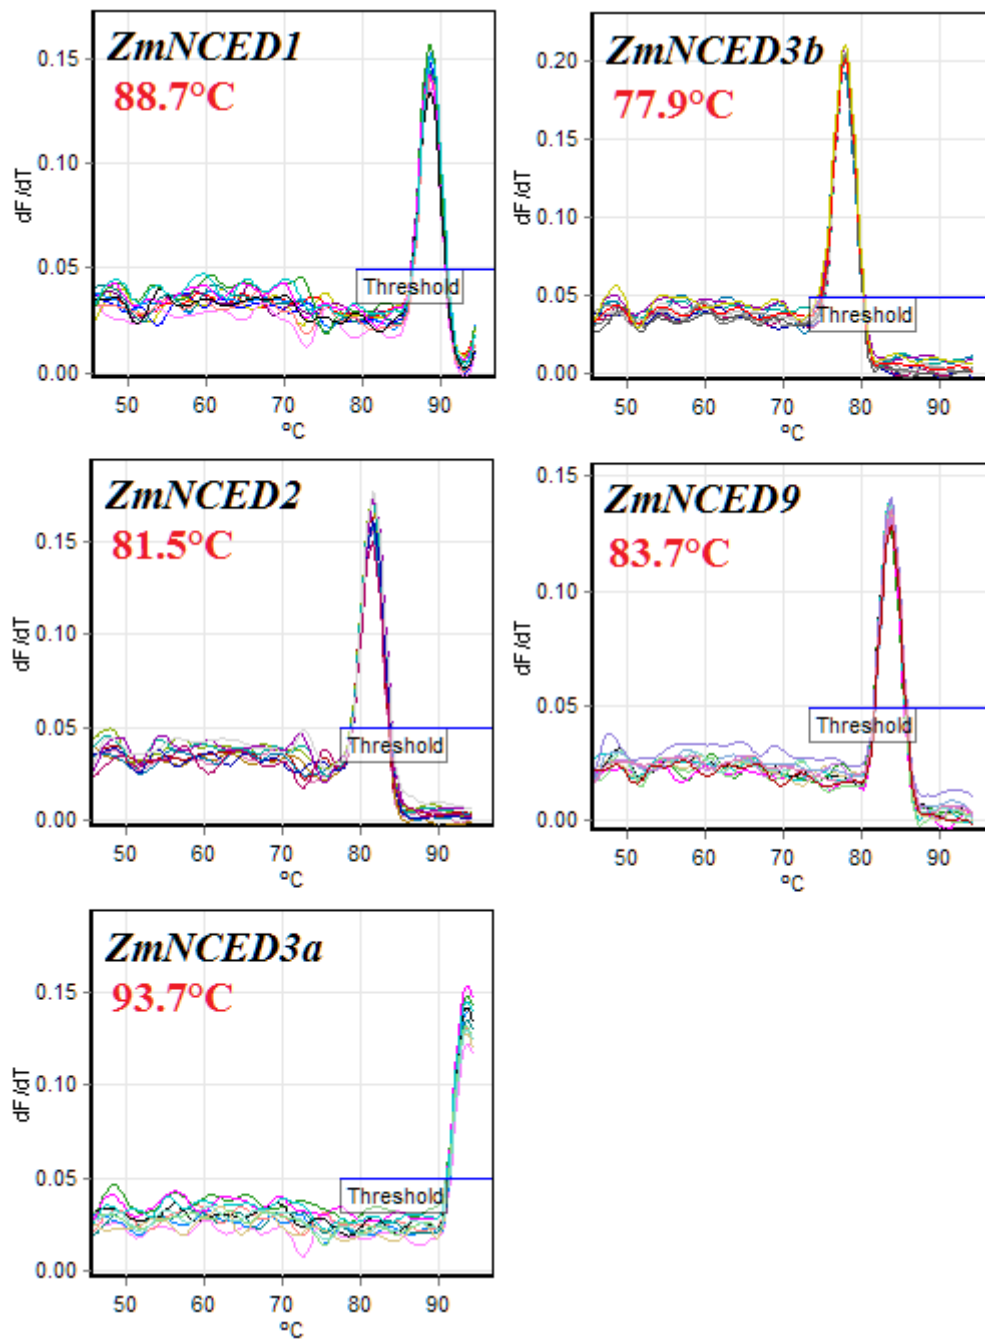 ZmNCED1
88.7°C
0.15
0.10
0.05
0.00
dF/dT
Threshold
50 60 70 80 90
°C
ZmNCED3b
77.9°C
0.20
0.15
0.10
0.05
0.00
dF/dT
Threshold
50 60 70 80 90
°C
ZmNCED2
81.5°C
0.15
0.10
0.05
0.00
dF/dT
Threshold
50 60 70 80 90
°C
ZmNCED9
83.7°C
0.15
0.10
0.05
0.00
dF/dT
Threshold
50 60 70 80 90
°C
ZmNCED3a
93.7°C
0.15
0.10
0.05
0.00
dF/dT
Threshold
50 60 70 80 90
°C